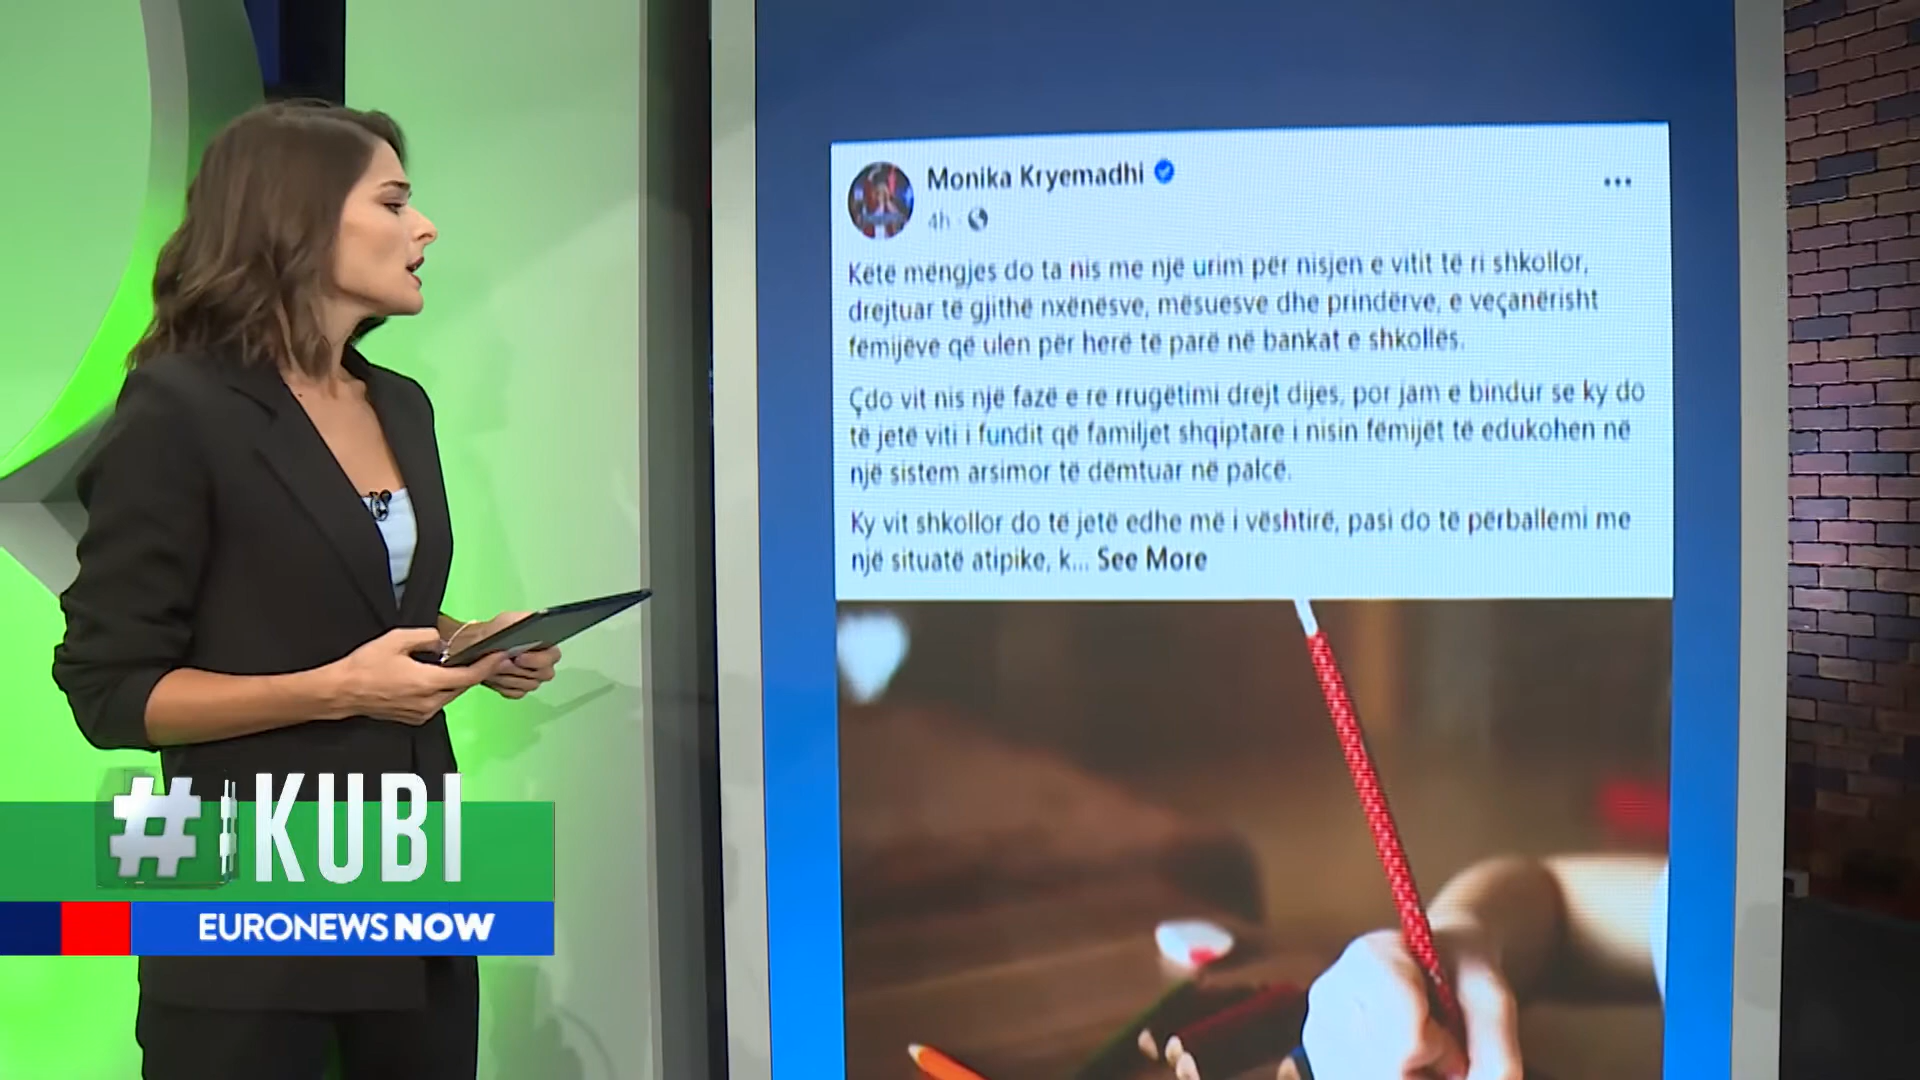 Monika Kryemadhi
4h
Këtë mëngjes do ta nis me një urim për nisjen e vitit të ri shkollor,
drejtuar të gjithë nxënësve, mësuesve dhe prindërve, e veçanërisht
fëmijëve që ulen për herë të parë në bankat e shkollës.
Çdo vit nis një fazë e re rrugëtimi drejt dijes, por jam e bindur se ky do
të jetë viti i fundit që familjet shqiptare i nisin fëmijët të edukohen në
një sistem arsimor të dëmtuar në palcë.
Ky vit shkollor do të jetë edhe më i vështirë, pasi do të përballemi me
një situatë atipike, k... See More
# KUBI
EURONEWS NOW